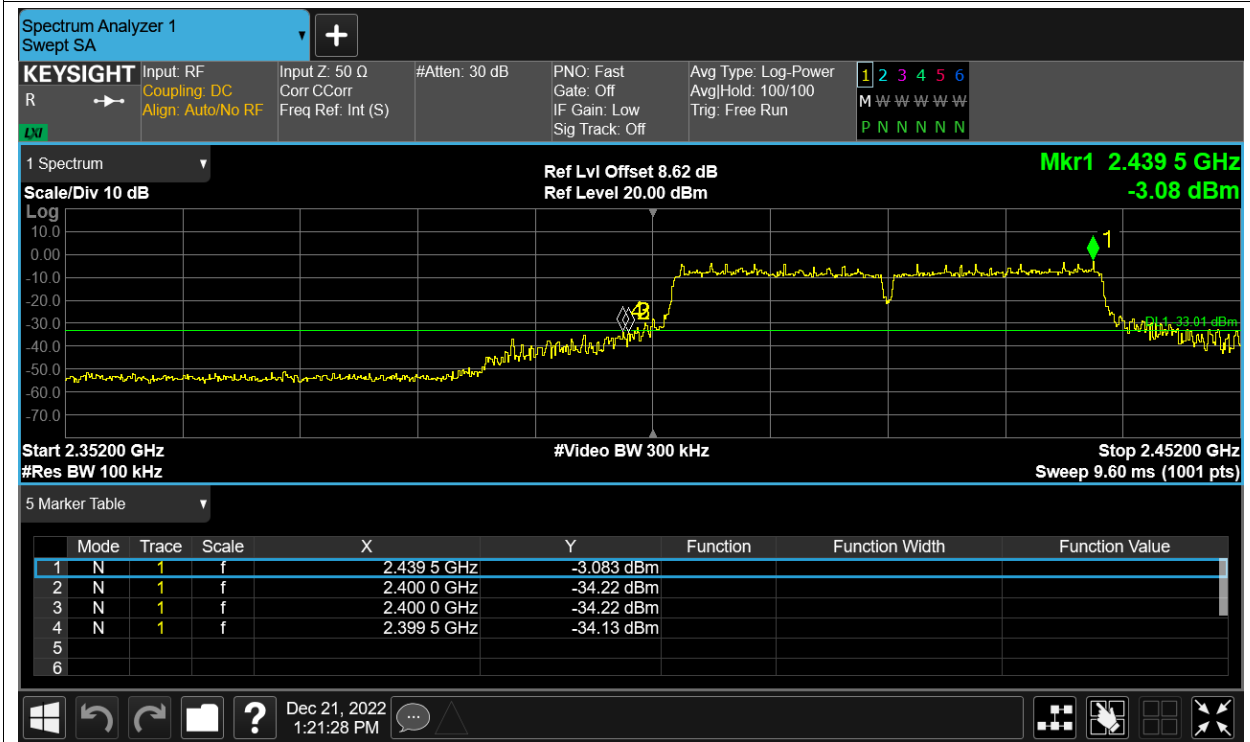 Spectrum Analyzer 1
Swept SA
KEYSIGHT
R
LXI
Input: RF
Coupling: DC
Align: Auto/No RF
Input Z: 50 Ω
Corr CCorr
Freq Ref: Int (S)
#Atten: 30 dB
PNO: Fast
Gate: Off
IF Gain: Low
Sig Track: Off
Avg Type: Log-Power
Avg|Hold: 100/100
Trig: Free Run
1 2 3 4 5 6
M W W W W W
P N N N N N
1 Spectrum
Scale/Div 10 dB
Ref Lvl Offset 8.62 dB
Ref Level 20.00 dBm
Mkr1 2.439 5 GHz
-3.08 dBm
Log
10.0
0.00
-10.0
-20.0
-30.0
-40.0
-50.0
-60.0
-70.0
1
DL1 -33.01 dBm
Start 2.35200 GHz
#Res BW 100 kHz
#Video BW 300 kHz
Stop 2.45200 GHz
Sweep 9.60 ms (1001 pts)
5 Marker Table
Mode Trace Scale X Y Function Function Width Function Value
1 N 1 f 2.439 5 GHz -3.083 dBm
2 N 1 f 2.400 0 GHz -34.22 dBm
3 N 1 f 2.400 0 GHz -34.22 dBm
4 N 1 f 2.399 5 GHz -34.13 dBm
5
6
?
Dec 21, 2022
1:21:28 PM